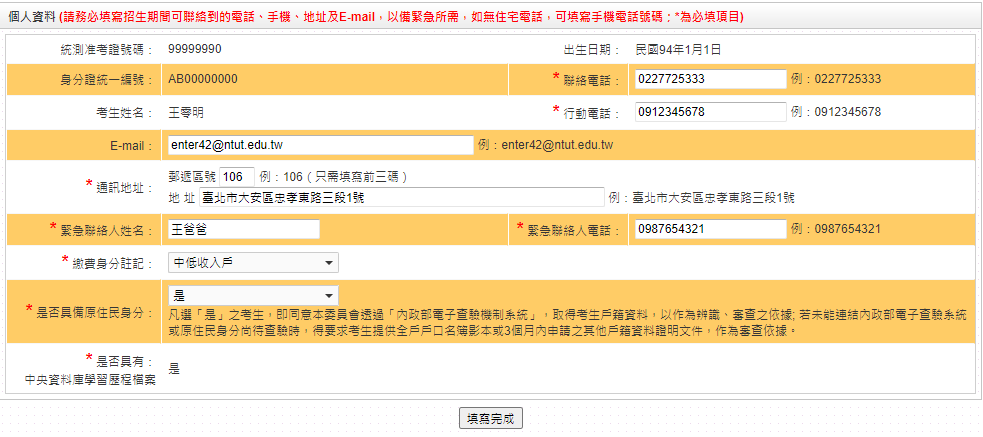 個人資料 (請務必填寫招生期間可聯絡到的電話、手機、地址及E-mail，以備緊急所需，如無住宅電話，可填寫手機電話號碼；*為必填項目)
統測准考證號碼： 99999990 出生日期： 民國94年1月1日
身分證統一編號： AB00000000 * 聯絡電話： 0227725333 例：0227725333
考生姓名： 王零明 * 行動電話： 0912345678 例：0912345678
E-mail： enter42@ntut.edu.tw 例：enter42@ntut.edu.tw
* 通訊地址： 郵遞區號 106 例：106（只需填寫前三碼）
地 址 臺北市大安區忠孝東路三段1號 例：臺北市大安區忠孝東路三段1號
* 緊急聯絡人姓名： 王爸爸 * 緊急聯絡人電話： 0987654321 例：0987654321
* 繳費身分註記： 中低收入戶
* 是否具備原住民身分： 是
凡選「是」之考生，即同意本委員會透過「內政部電子查驗機制系統」，取得考生戶籍資料，以作為辨識、審查之依據; 若未能連結內政部電子查驗系統
或原住民身分尚待查驗時，得要求考生提供全戶戶口名簿影本或3個月內申請之其他戶籍資料證明文件，作為審查依據。
* 是否具有： 是
中央資料庫學習歷程檔案
填寫完成